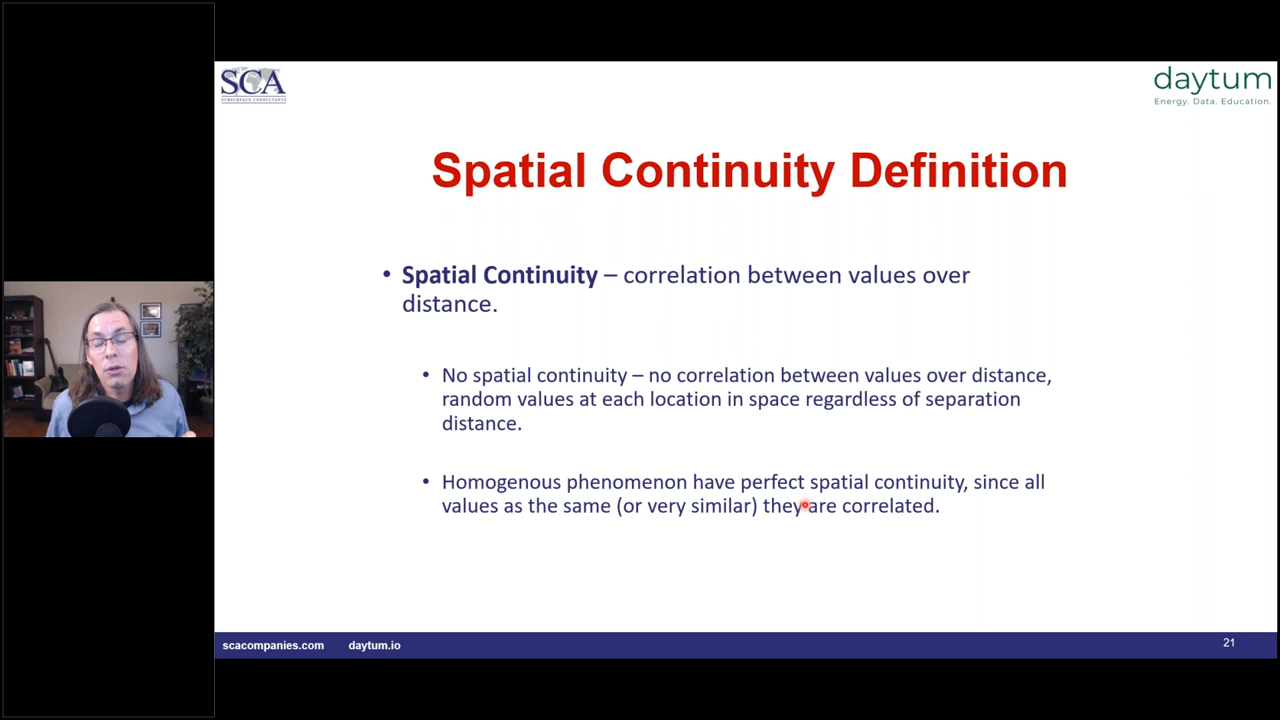 SCA
SUBSURFACE CONSULTANTS
daytum
Energy. Data. Education.
Spatial Continuity Definition
• Spatial Continuity – correlation between values over
distance.
• No spatial continuity – no correlation between values over distance,
random values at each location in space regardless of separation
distance.
• Homogenous phenomenon have perfect spatial continuity, since all
values as the same (or very similar) they are correlated.
scacompanies.com daytum.io
21